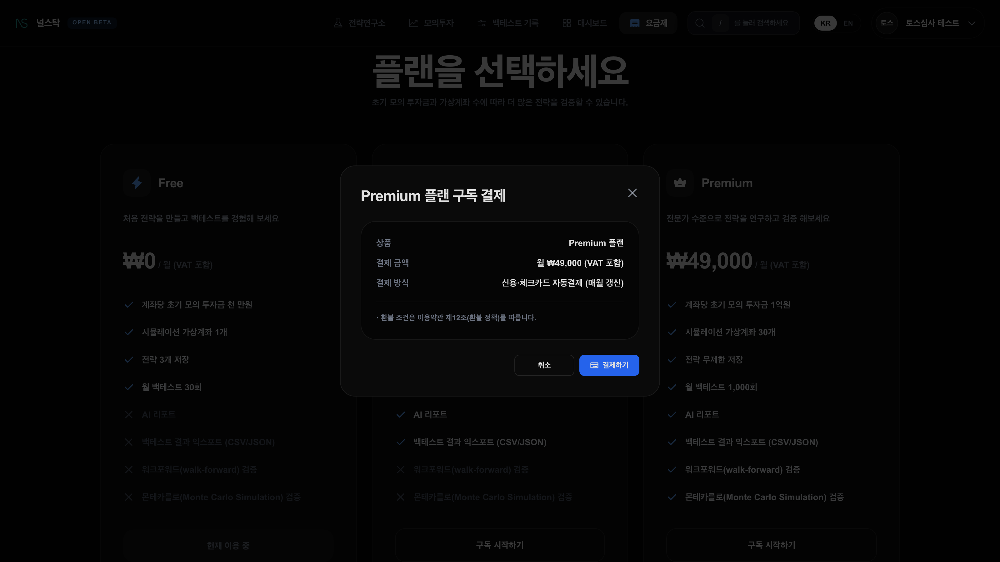 NS 널스탁 OPEN BETA
전략연구소 모의투자 백테스트 기록 대시보드 요금제 / 를 눌러 검색하세요 KR EN 토스 토스심사 테스트
플랜을 선택하세요
초기 모의 투자금과 가상계좌 수에 따라 더 많은 전략을 검증할 수 있습니다.
Free
처음 전략을 만들고 백테스트를 경험해 보세요
₩0 / 월 (VAT 포함)
계좌당 초기 모의 투자금 천 만원
시뮬레이션 가상계좌 1개
전략 3개 저장
월 백테스트 30회
AI 리포트
백테스트 결과 익스포트 (CSV/JSON)
워크포워드(walk-forward) 검증
몬테카를로(Monte Carlo Simulation) 검증
현재 이용 중
Premium 플랜 구독 결제
상품 Premium 플랜
결제 금액 월 ₩49,000 (VAT 포함)
결제 방식 신용·체크카드 자동결제 (매월 갱신)
· 환불 조건은 이용약관 제12조(환불 정책)를 따릅니다.
취소 결제하기
AI 리포트
백테스트 결과 익스포트 (CSV/JSON)
워크포워드(walk-forward) 검증
몬테카를로(Monte Carlo Simulation) 검증
구독 시작하기
Premium
전문가 수준으로 전략을 연구하고 검증 해보세요
₩49,000 / 월 (VAT 포함)
계좌당 초기 모의 투자금 1억원
시뮬레이션 가상계좌 30개
전략 무제한 저장
월 백테스트 1,000회
AI 리포트
백테스트 결과 익스포트 (CSV/JSON)
워크포워드(walk-forward) 검증
몬테카를로(Monte Carlo Simulation) 검증
구독 시작하기